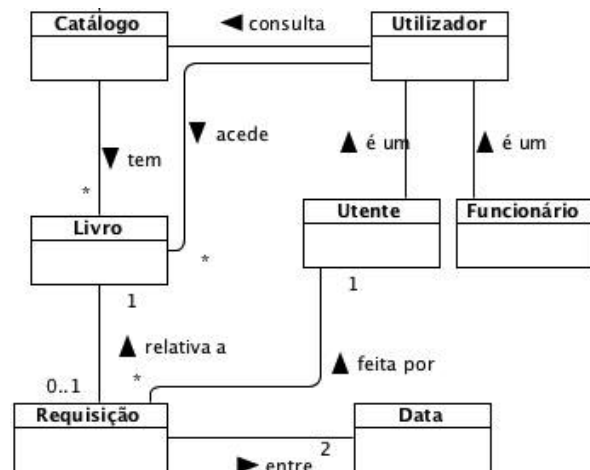 Catálogo
◄ consulta
Utilizador
▼ tem
▼ acede
▲ é um
▲ é um
*
Livro
*
Utente
Funcionário
1
1
▲ relativa a
▲ feita por
0..1
*
Requisição
Data
2
► entre